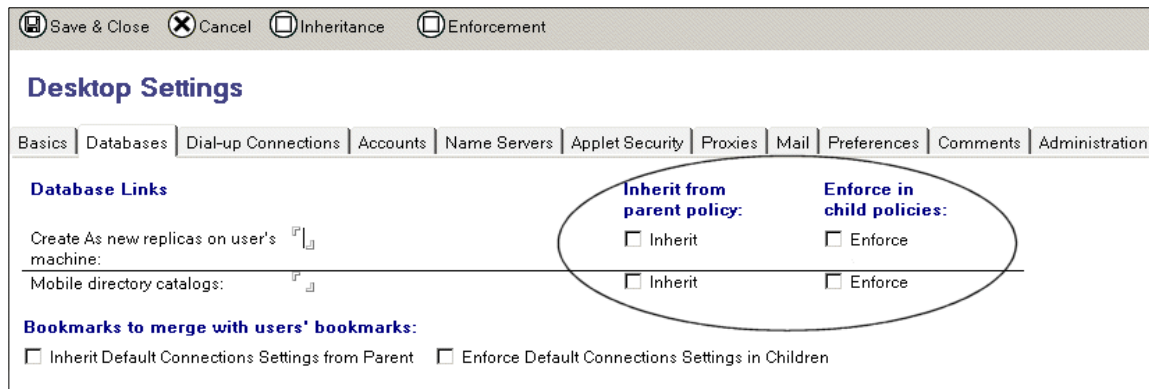 Save & Close Cancel Inheritance Enforcement
Desktop Settings
Basics Databases Dial-up Connections Accounts Name Servers Applet Security Proxies Mail Preferences Comments Administration
Database Links Inherit from parent policy: Enforce in child policies:
Create As new replicas on user's machine: Inherit Enforce
Mobile directory catalogs: Inherit Enforce
Bookmarks to merge with users' bookmarks:
Inherit Default Connections Settings from Parent Enforce Default Connections Settings in Children